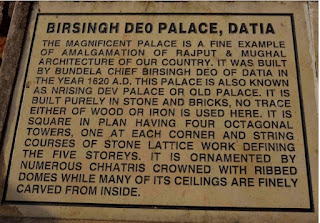 BIRSINGH DEO PALACE, DATIA
THE MAGNIFICENT PALACE IS A FINE EXAMPLE
OF AMALGAMATION OF RAJPUT & MUGHAL
ARCHITECTURE OF OUR COUNTRY. IT WAS BUILT
BY BUNDELA CHIEF BIRSINGH DEO OF DATIA IN
THE YEAR 1620 A.D. THIS PALACE IS ALSO KNOWN
AS NRISING DEV PALACE OR OLD PALACE. IT IS
BUILT PURELY IN STONE AND BRICKS, NO TRACE
EITHER OF WOOD OR IRON IS USED HERE. IT IS
SQUARE IN PLAN HAVING FOUR OCTAGONAL
TOWERS, ONE AT EACH CORNER AND STRING
COURSES OF STONE LATTICE WORK DEFINING
THE FIVE STOREYS. IT IS ORNAMENTED BY
NUMEROUS CHHATRIS CROWNED WITH RIBBED
DOMES WHILE MANY OF ITS CEILINGS ARE FINELY
CARVED FROM INSIDE.